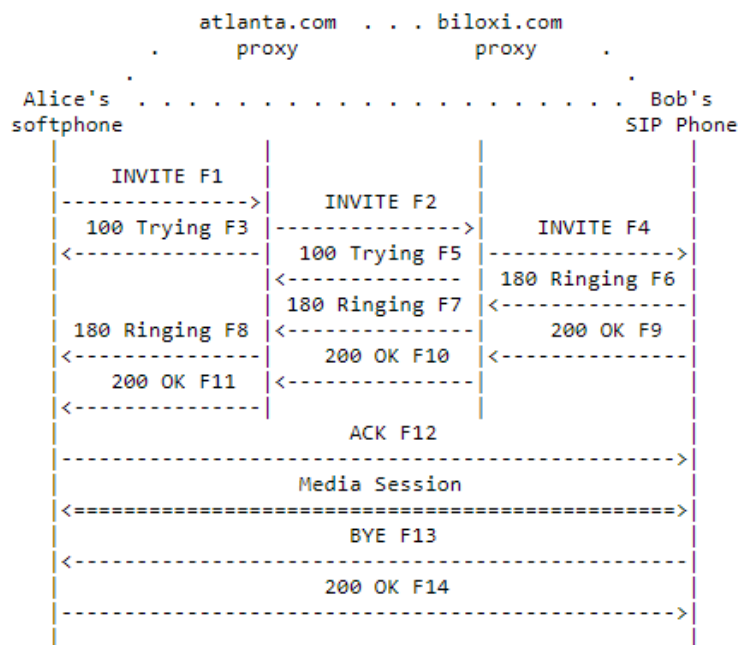 atlanta.com . . . biloxi.com
. proxy proxy .
. .
Alice's . . . . . . . . . . . . . . . . . . . . Bob's
softphone SIP Phone
| | | |
| INVITE F1 | | |
|--------------->| INVITE F2 | |
| 100 Trying F3 |--------------->| INVITE F4 |
|<---------------| 100 Trying F5 |--------------->|
| |<-------------- | 180 Ringing F6 |
| | 180 Ringing F7 |<---------------|
| 180 Ringing F8 |<---------------| 200 OK F9 |
|<---------------| 200 OK F10 |<---------------|
| 200 OK F11 |<---------------| |
|<---------------| | |
| ACK F12 |
|------------------------------------------------->|
| Media Session |
|<================================================>|
| BYE F13 |
|<-------------------------------------------------|
| 200 OK F14 |
|------------------------------------------------->|
| |